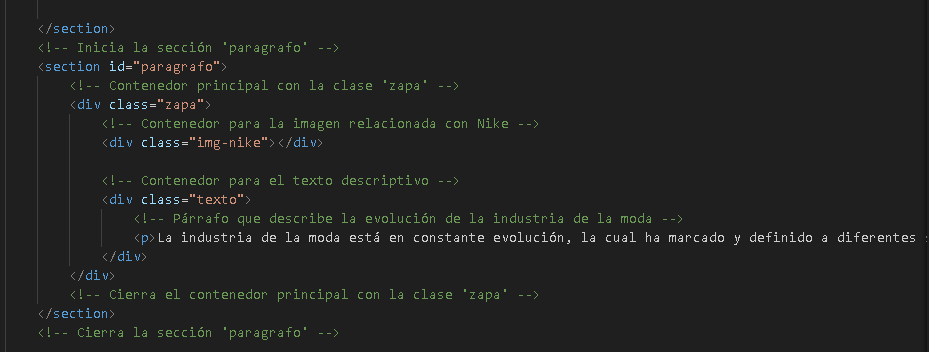 </section>
<!-- Inicia la sección 'paragrafo' -->
<section id="paragrafo">
<!-- Contenedor principal con la clase 'zapa' -->
<div class="zapa">
<!-- Contenedor para la imagen relacionada con Nike -->
<div class="img-nike"></div>
<!-- Contenedor para el texto descriptivo -->
<div class="texto">
<!-- Párrafo que describe la evolución de la industria de la moda -->
<p>La industria de la moda está en constante evolución, la cual ha marcado y definido a diferentes
</div>
</div>
<!-- Cierra el contenedor principal con la clase 'zapa' -->
</section>
<!-- Cierra la sección 'paragrafo' -->